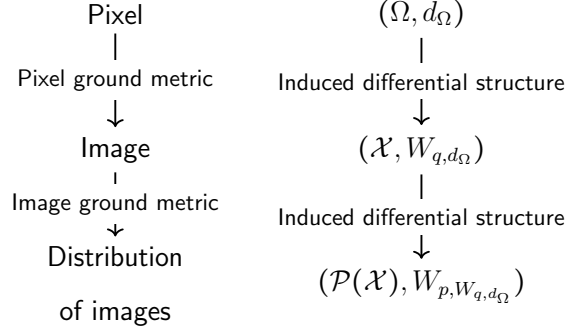 Pixel
Pixel ground metric
Image
Image ground metric
Distribution
of images
(Ω, d_Ω)
Induced differential structure
(𝒳, W_{q,d_Ω})
Induced differential structure
(𝒫(𝒳), W_{p,W_{q,d_Ω}})